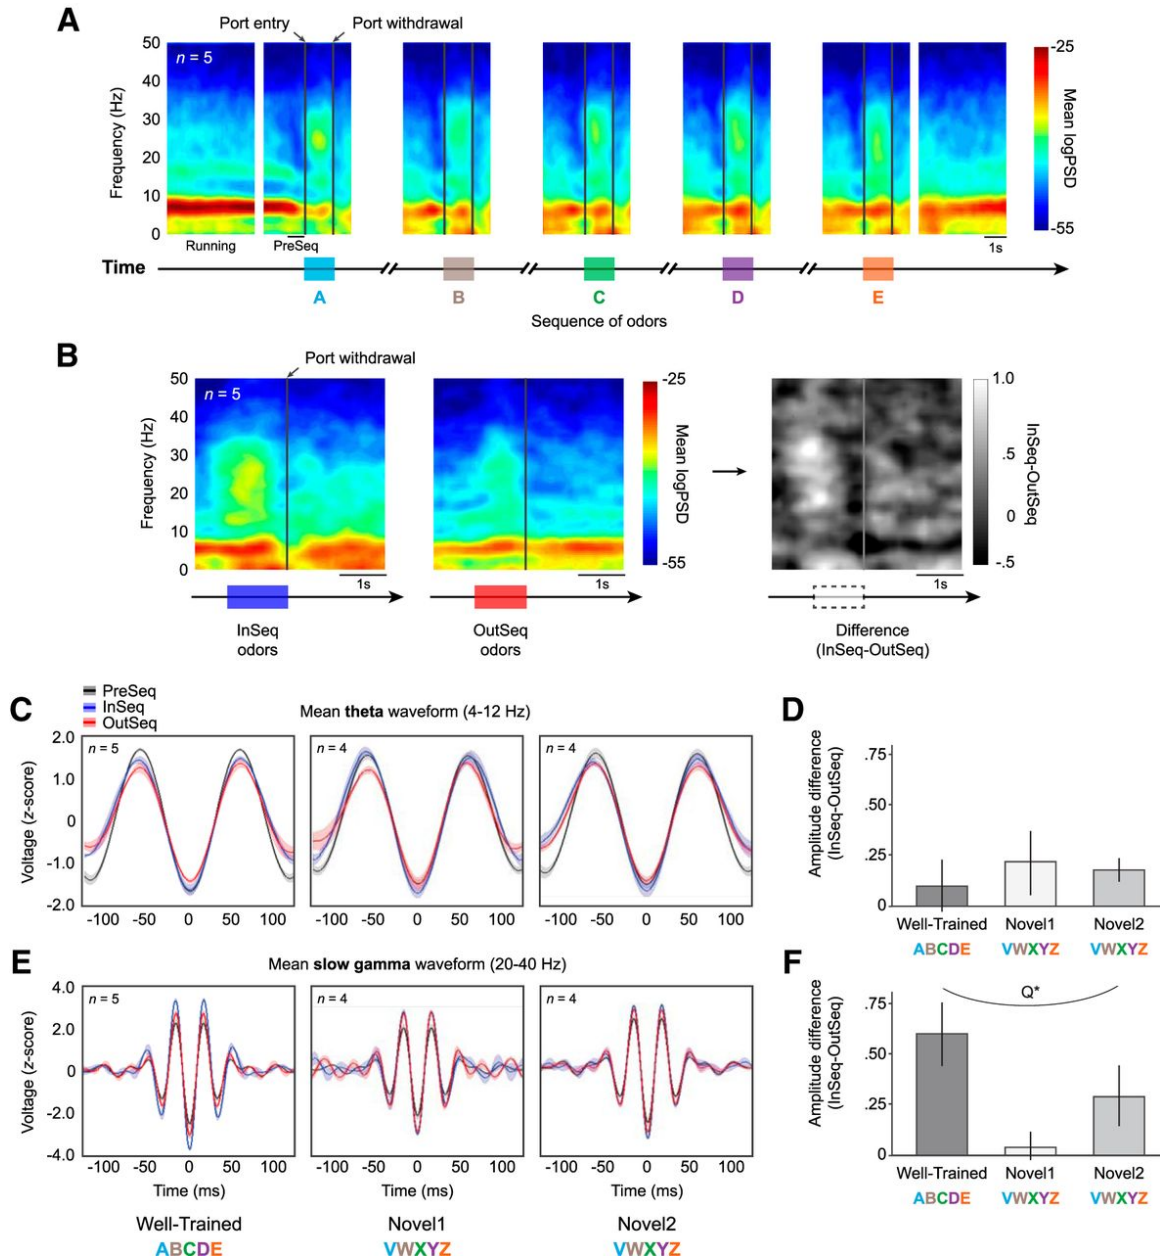 A
Port entry
Port withdrawal
50
40
30
20
10
0
Frequency (Hz)
n = 5
Running
PreSeq
1s
-25
-55
Mean logPSD
Time
A
B
C
D
E
Sequence of odors
B
Port withdrawal
50
40
30
20
10
0
Frequency (Hz)
n = 5
1s
1s
-25
-55
Mean logPSD
1s
1.0
.5
0
-.5
InSeq-OutSeq
InSeq
odors
OutSeq
odors
Difference
(InSeq-OutSeq)
PreSeq
InSeq
OutSeq
C
Mean theta waveform (4-12 Hz)
2.0
1.0
0
-1.0
-2.0
Voltage (z-score)
n = 5
n = 4
n = 4
-100 -50 0 50 100
-100 -50 0 50 100
-100 -50 0 50 100
D
.75
.50
.25
0
Amplitude difference
(InSeq-OutSeq)
Well-Trained Novel1 Novel2
ABCDE VWXYZ VWXYZ
E
Mean slow gamma waveform (20-40 Hz)
4.0
2.0
0
-2.0
-4.0
Voltage (z-score)
n = 5
n = 4
n = 4
-100 -50 0 50 100
-100 -50 0 50 100
-100 -50 0 50 100
Time (ms)
Time (ms)
Time (ms)
Well-Trained
ABCDE
Novel1
VWXYZ
Novel2
VWXYZ
F
Q*
.75
.50
.25
0
Amplitude difference
(InSeq-OutSeq)
Well-Trained Novel1 Novel2
ABCDE VWXYZ VWXYZ